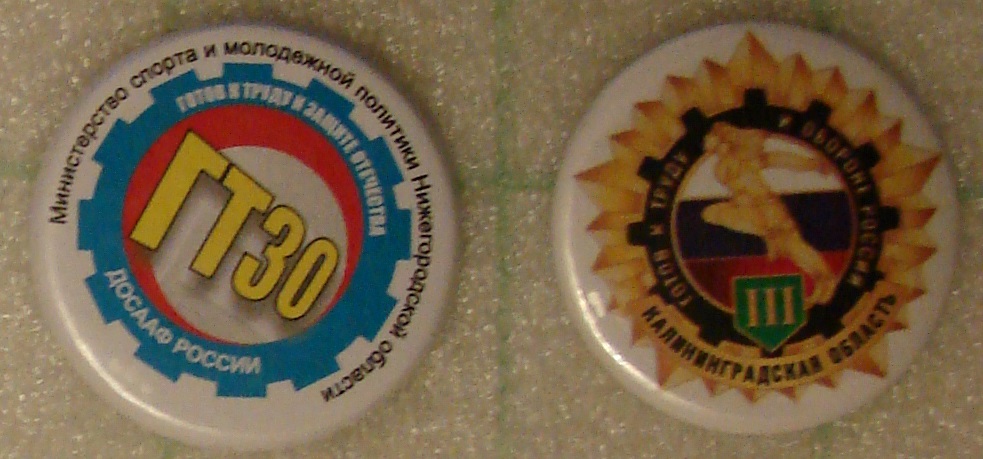 Министерство спорта и молодежной политики Нижегородской области
ГОТОВ К ТРУДУ И ЗАЩИТЕ ОТЕЧЕСТВА
ГТЗО
ДОСААФ РОССИИ
ГОТОВ К ТРУДУ И ОБОРОНЕ РОССИИ
III
КАЛИНИНГРАДСКАЯ ОБЛАСТЬ